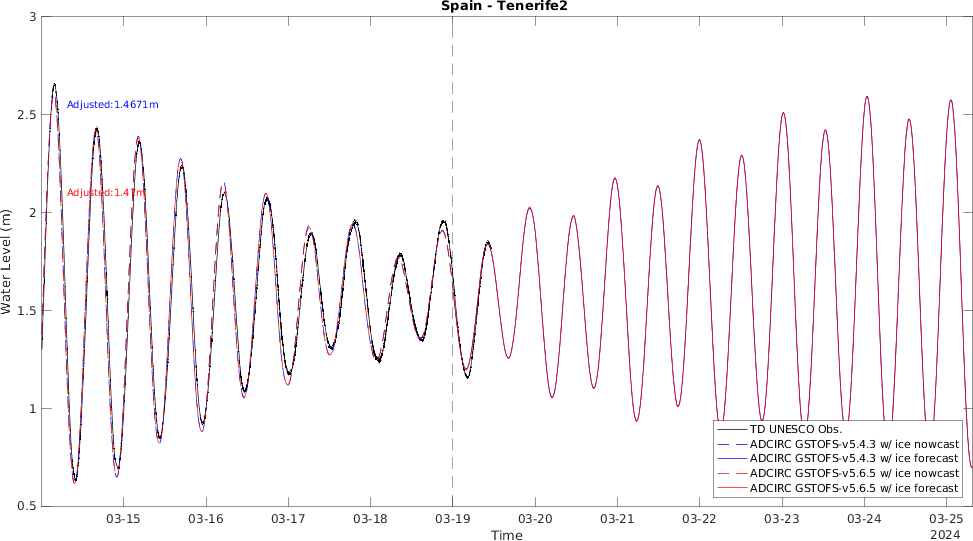 Spain - Tenerife2
3
2.5
2
1.5
1
0.5
Water Level (m)
Adjusted:1.4671m
Adjusted:1.47m
TD UNESCO Obs.
ADCIRC GSTOFS-v5.4.3 w/ ice nowcast
ADCIRC GSTOFS-v5.4.3 w/ ice forecast
ADCIRC GSTOFS-v5.6.5 w/ ice nowcast
ADCIRC GSTOFS-v5.6.5 w/ ice forecast
03-15 03-16 03-17 03-18 03-19 03-20 03-21 03-22 03-23 03-24 03-25
2024
Time